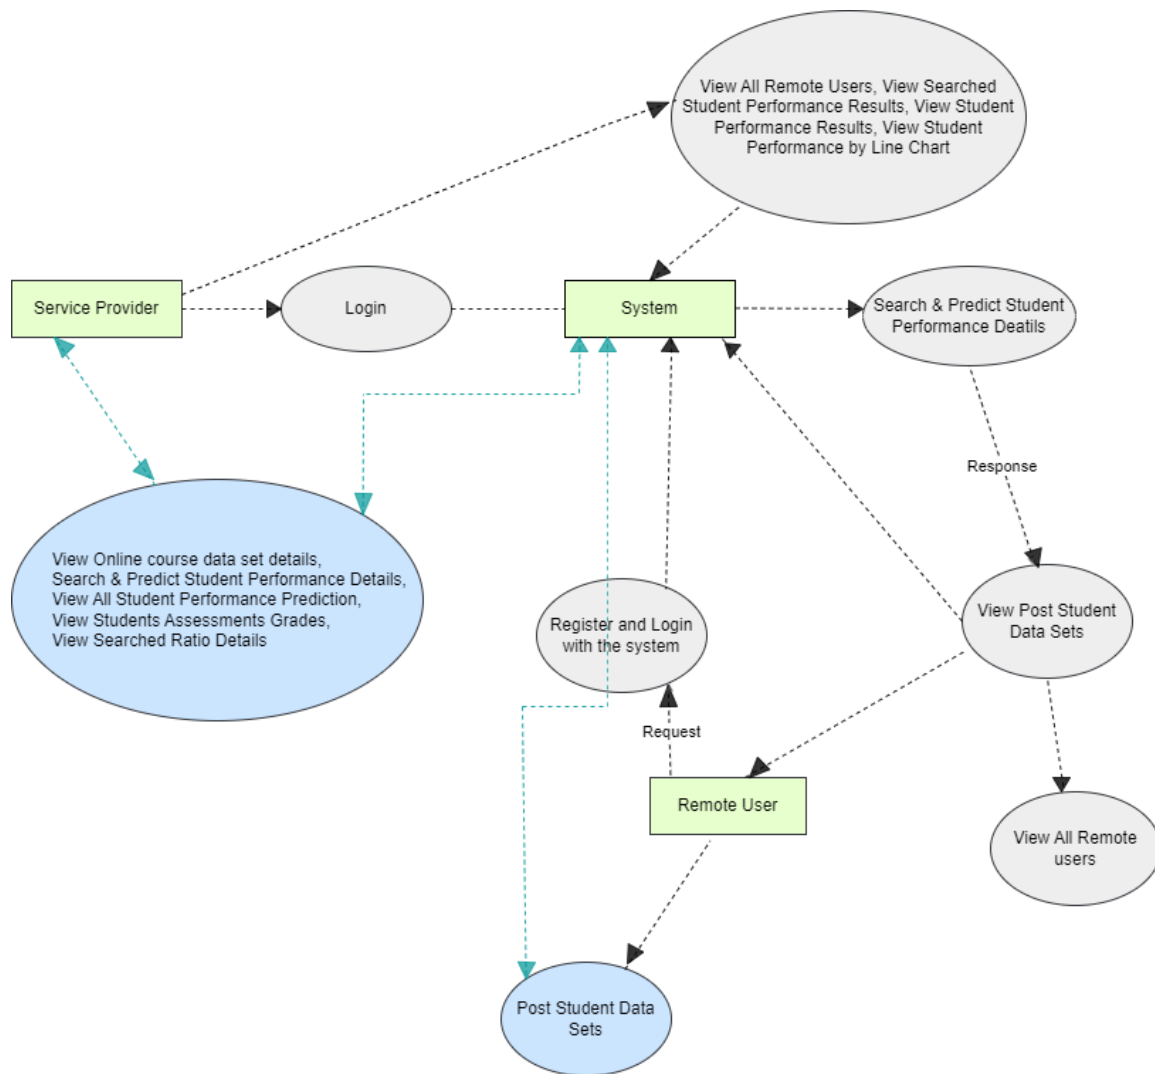 View All Remote Users, View Searched
Student Performance Results, View Student
Performance Results, View Student
Performance by Line Chart
Service Provider
Login
System
Search & Predict Student
Performance Deatils
Response
View Online course data set details,
Search & Predict Student Performance Details,
View All Student Performance Prediction,
View Students Assessments Grades,
View Searched Ratio Details
Register and Login
with the system
View Post Student
Data Sets
Request
Remote User
View All Remote
users
Post Student Data
Sets